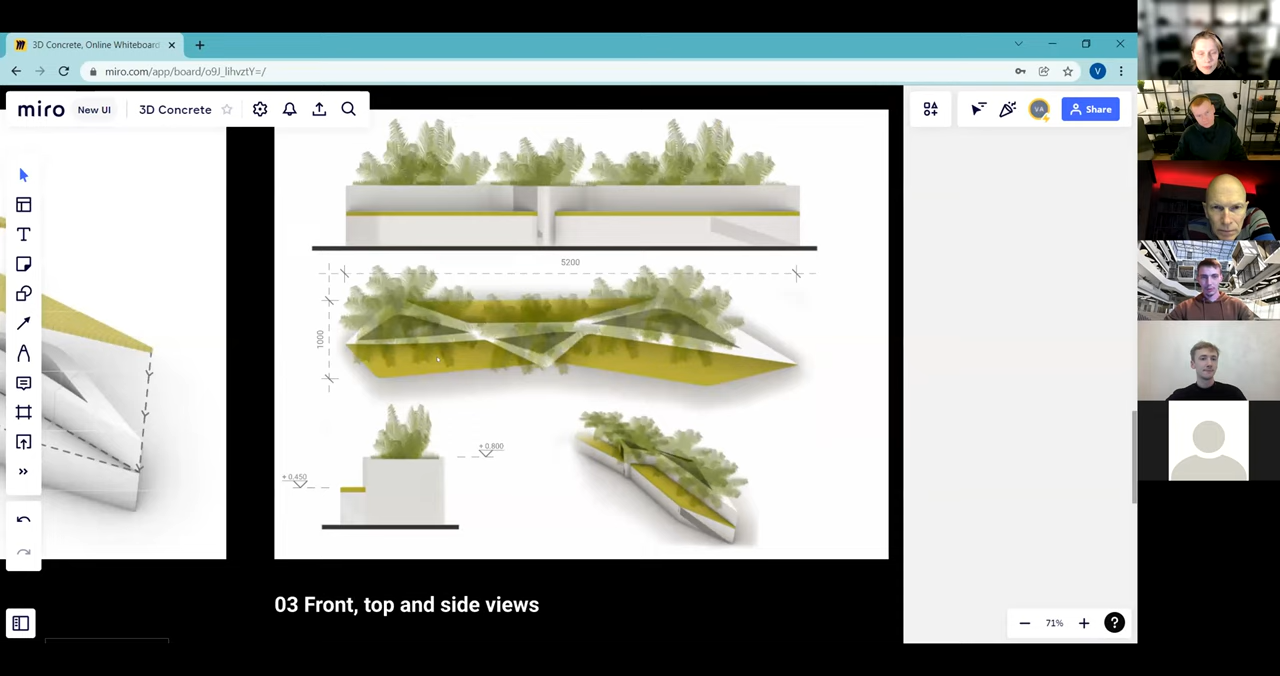 3D Concrete, Online Whiteboard
miro.com/app/board/o9J_lihvztY=/
V
miro
New UI
3D Concrete
VA
Share
5200
1000
+0.800
+0.450
03 Front, top and side views
71%
?